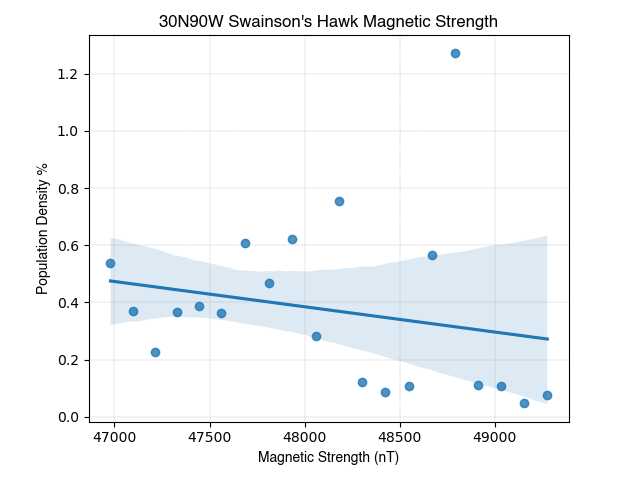 30N90W Swainson's Hawk Magnetic Strength
1.2
1.0
0.8
0.6
0.4
0.2
0.0
Population Density %
47000 47500 48000 48500 49000
Magnetic Strength (nT)